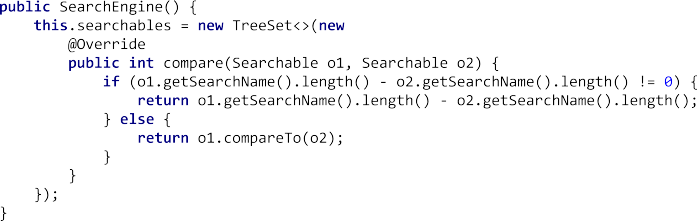 public SearchEngine() {
    this.searchables = new TreeSet<>(new
        @Override
        public int compare(Searchable o1, Searchable o2) {
            if (o1.getSearchName().length() - o2.getSearchName().length() != 0) {
                return o1.getSearchName().length() - o2.getSearchName().length();
            } else {
                return o1.compareTo(o2);
            }
        }
    });
}